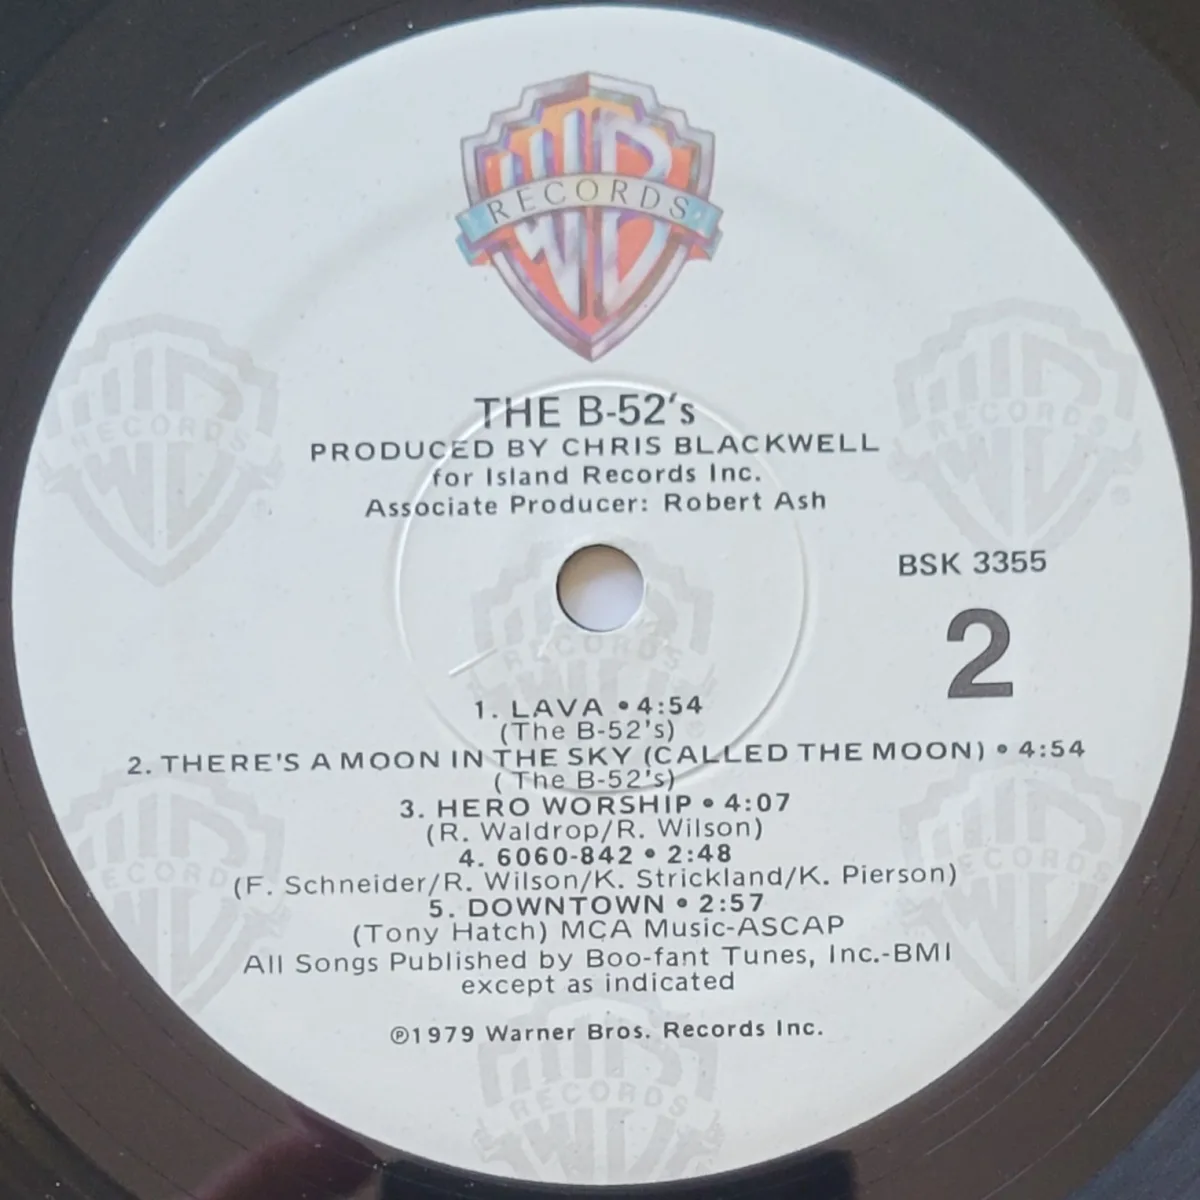 WB
RECORDS
THE B-52's
PRODUCED BY CHRIS BLACKWELL
for Island Records Inc.
Associate Producer: Robert Ash
BSK 3355
2
1. LAVA • 4:54
(The B-52's)
2. THERE'S A MOON IN THE SKY (CALLED THE MOON) • 4:54
( The B-52's)
3. HERO WORSHIP • 4:07
(R. Waldrop/R. Wilson)
4. 6060-842 • 2:48
(F. Schneider/R. Wilson/K. Strickland/K. Pierson)
5. DOWNTOWN • 2:57
(Tony Hatch) MCA Music-ASCAP
All Songs Published by Boo-fant Tunes, Inc.-BMI
except as indicated
℗1979 Warner Bros. Records Inc.